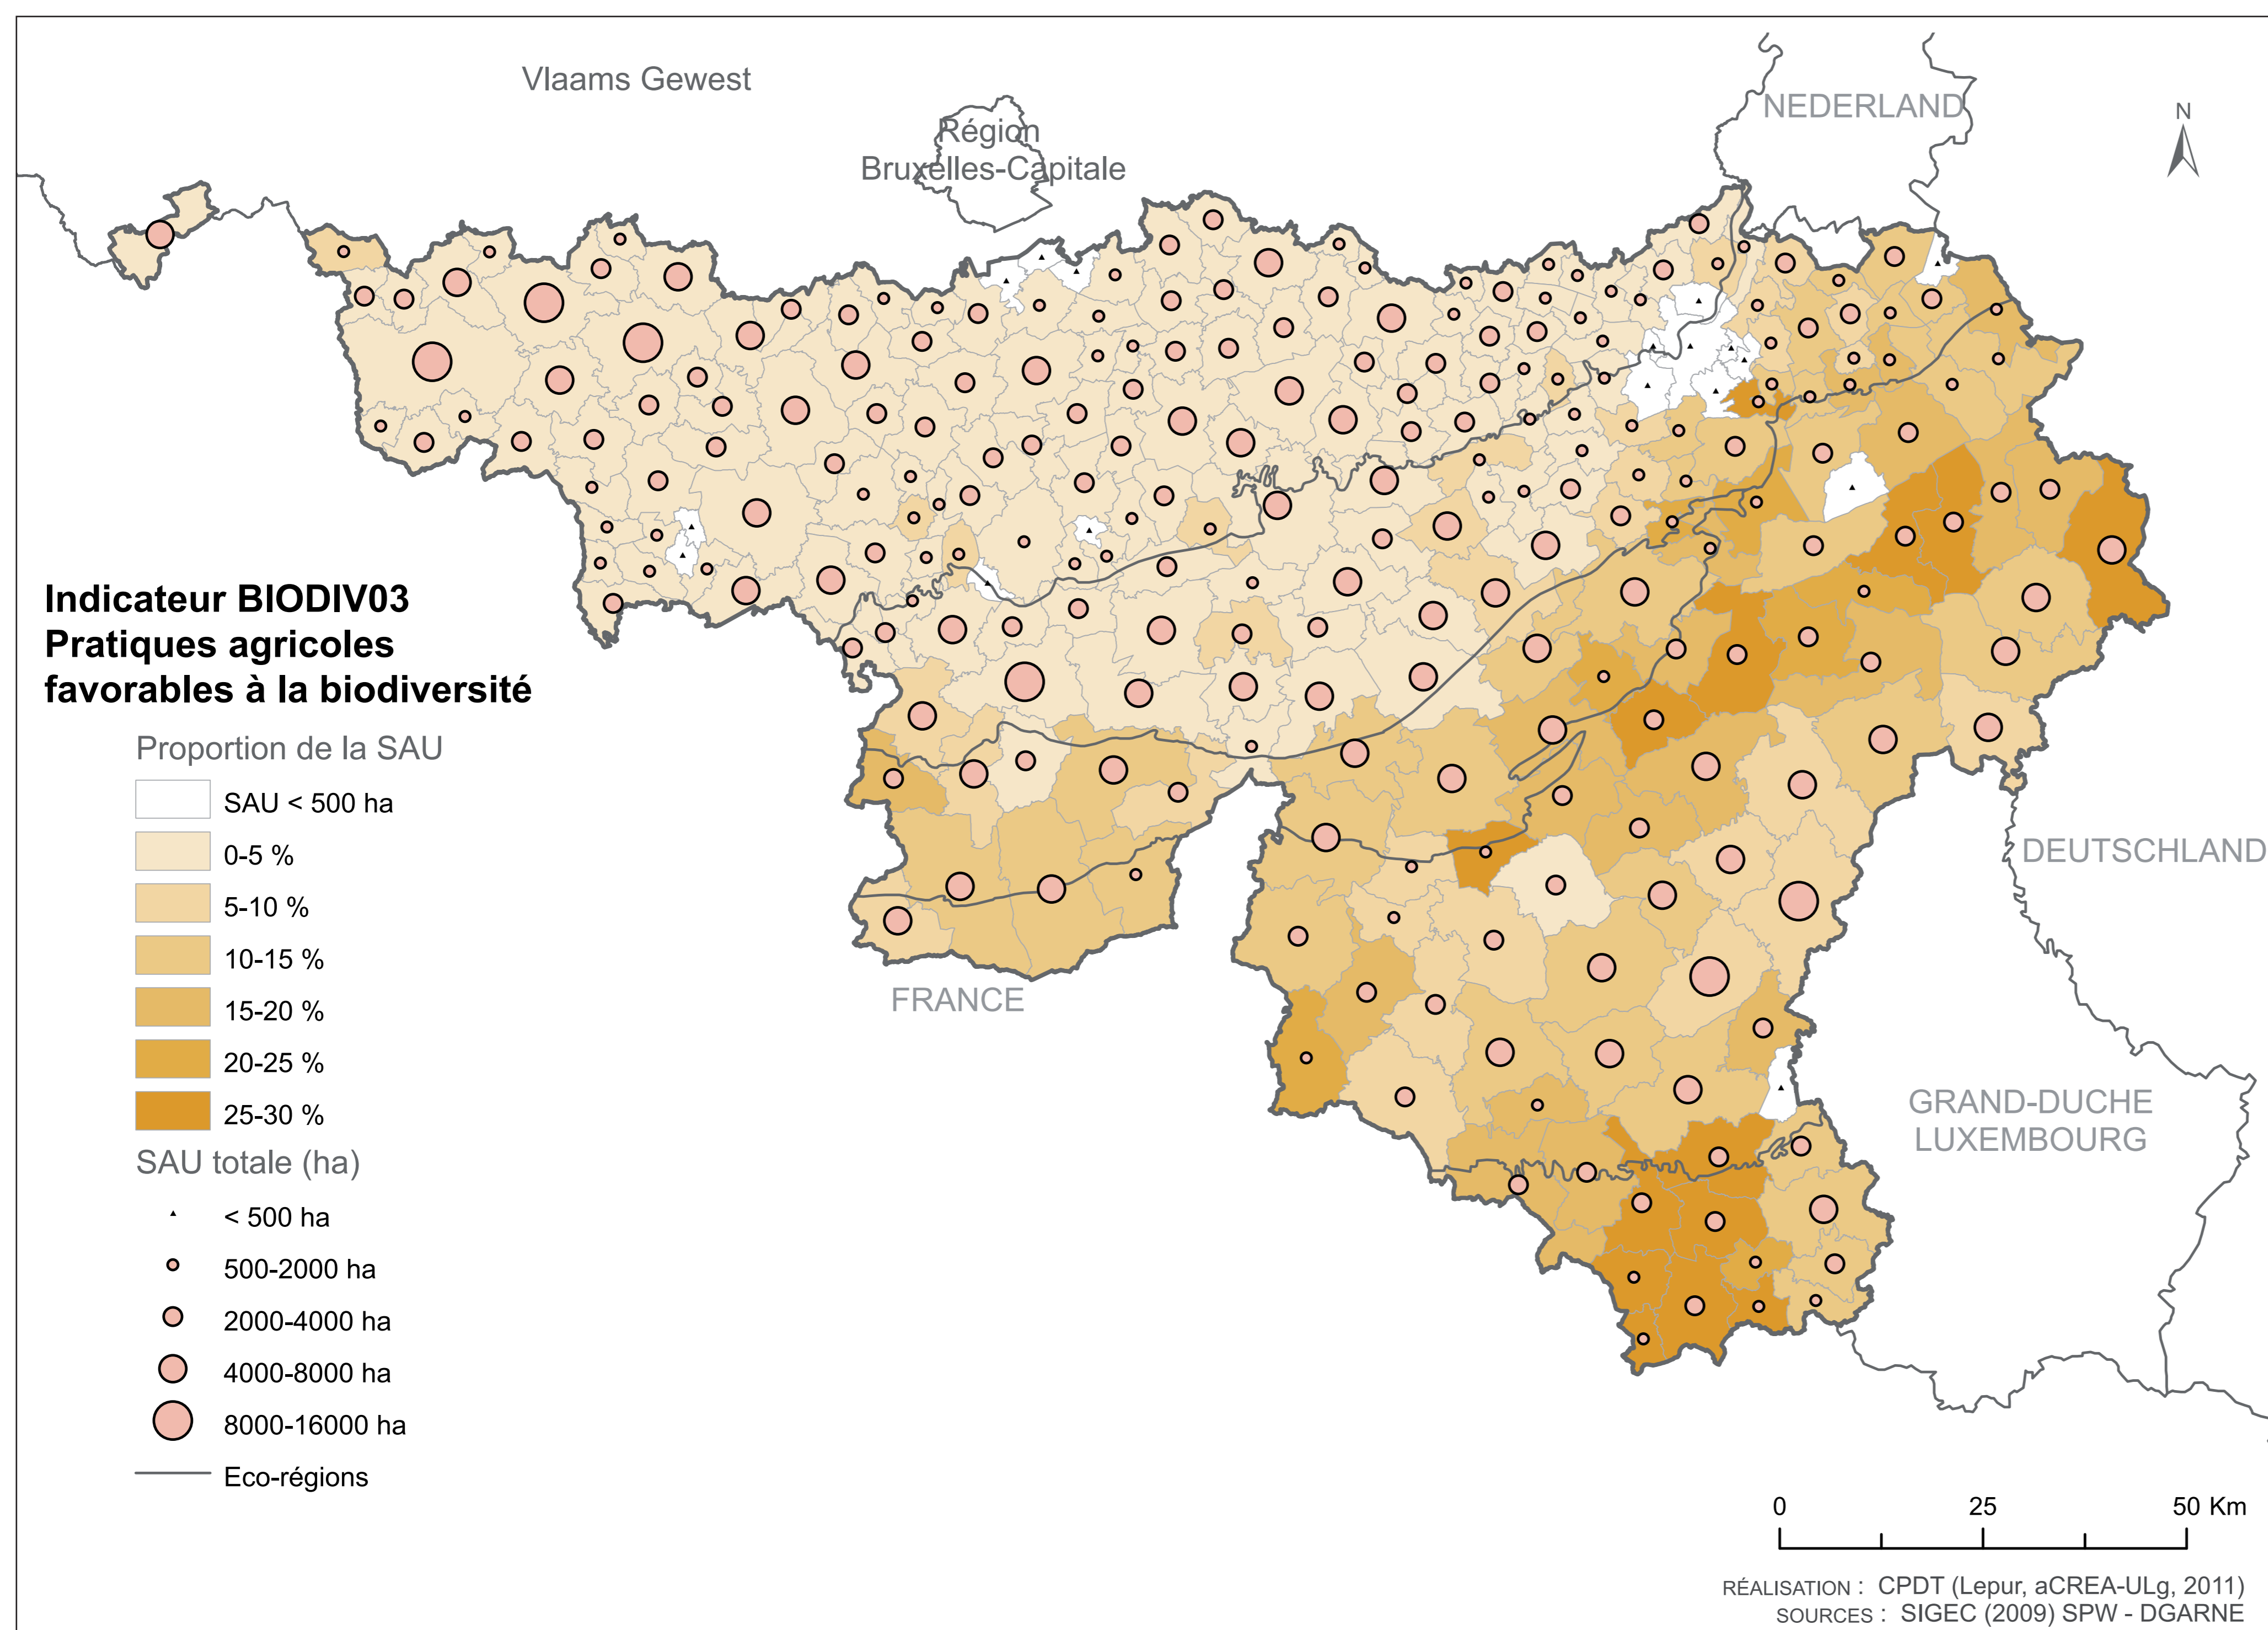 Vlaams Gewest
Région
Bruxelles-Capitale
NEDERLAND
N
Indicateur BIODIV03
Pratiques agricoles
favorables à la biodiversité
Proportion de la SAU
SAU < 500 ha
0-5 %
5-10 %
10-15 %
15-20 %
20-25 %
25-30 %
SAU totale (ha)
< 500 ha
500-2000 ha
2000-4000 ha
4000-8000 ha
8000-16000 ha
Eco-régions
FRANCE
DEUTSCHLAND
GRAND-DUCHE
LUXEMBOURG
0 25 50 Km
RÉALISATION : CPDT (Lepur, aCREA-ULg, 2011)
SOURCES : SIGEC (2009) SPW - DGARNE